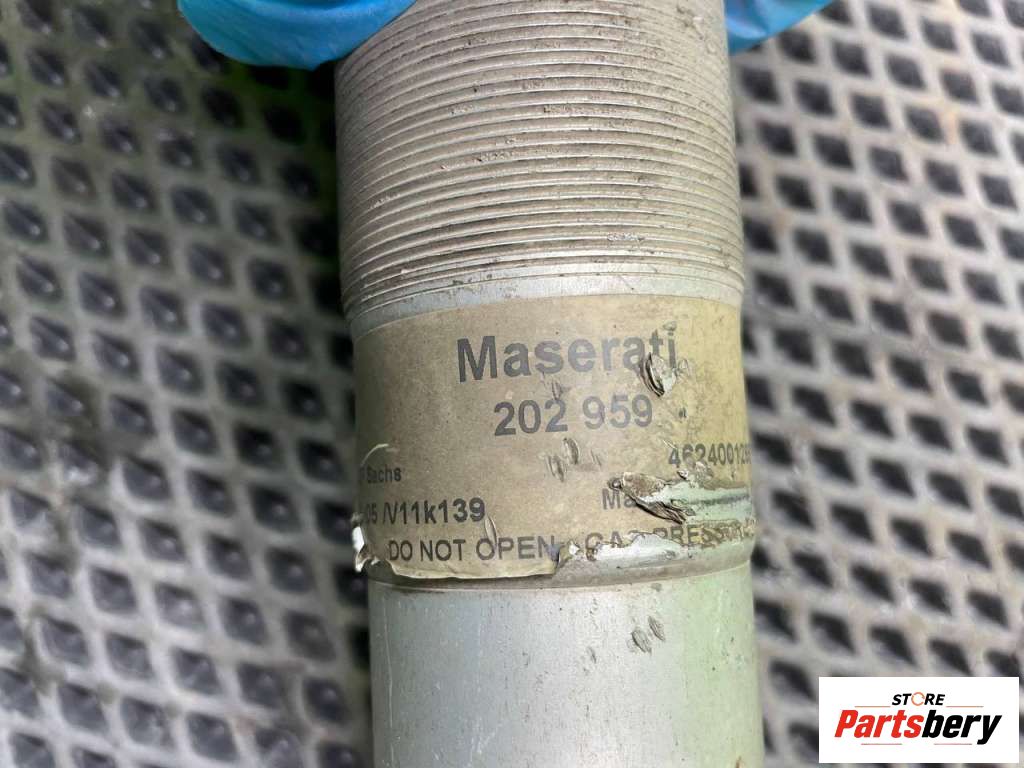 Maserati
202 959
Sachs
/V11k139
DO NOT OPEN
STORE
Partsbery